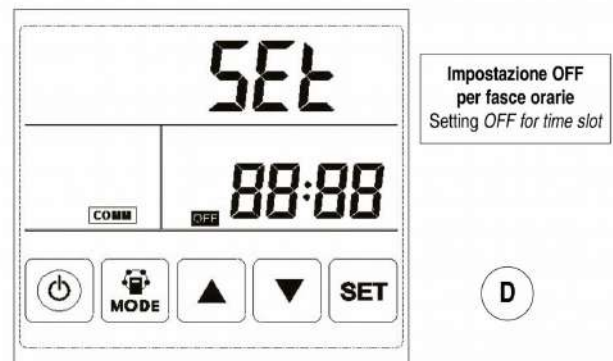 SEt
Impostazione OFF
per fasce orarie
Setting OFF for time slot
COMM
OFF
88:88
MODE
SET
D